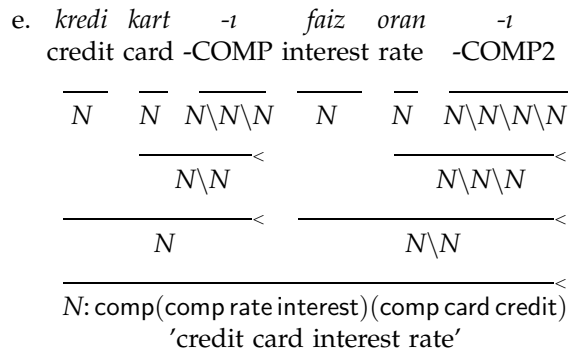 e. kredi kart -ı faiz oran -ı
credit card -COMP interest rate -COMP2
N N N\N\N N N N\N\N\N
<
N\N
<
N\N\N
<
N
<
N\N
<
N: comp(comp rate interest)(comp card credit)
'credit card interest rate'